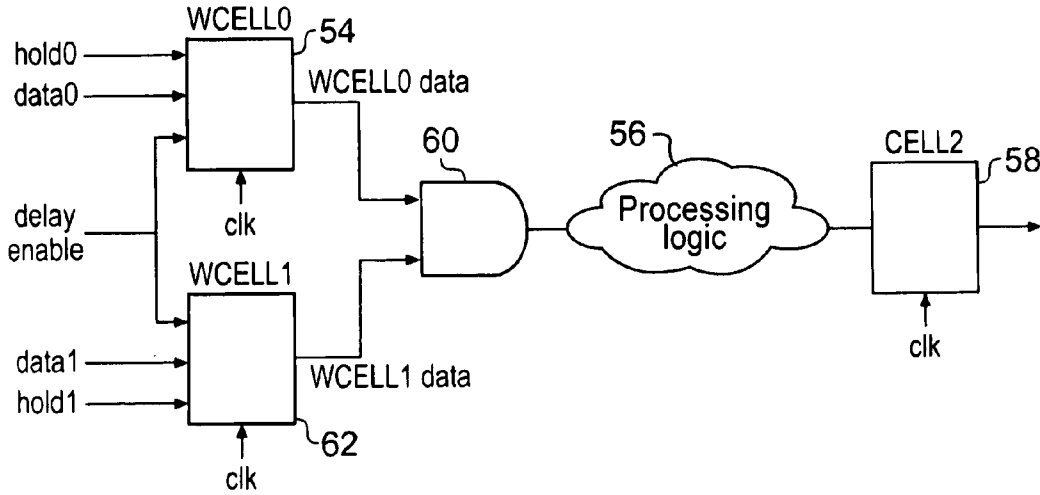 WCELL0
54
hold0
data0
WCELL0 data
clk
delay
enable
60
56
Processing
logic
CELL2
58
clk
WCELL1
data1
hold1
WCELL1 data
62
clk